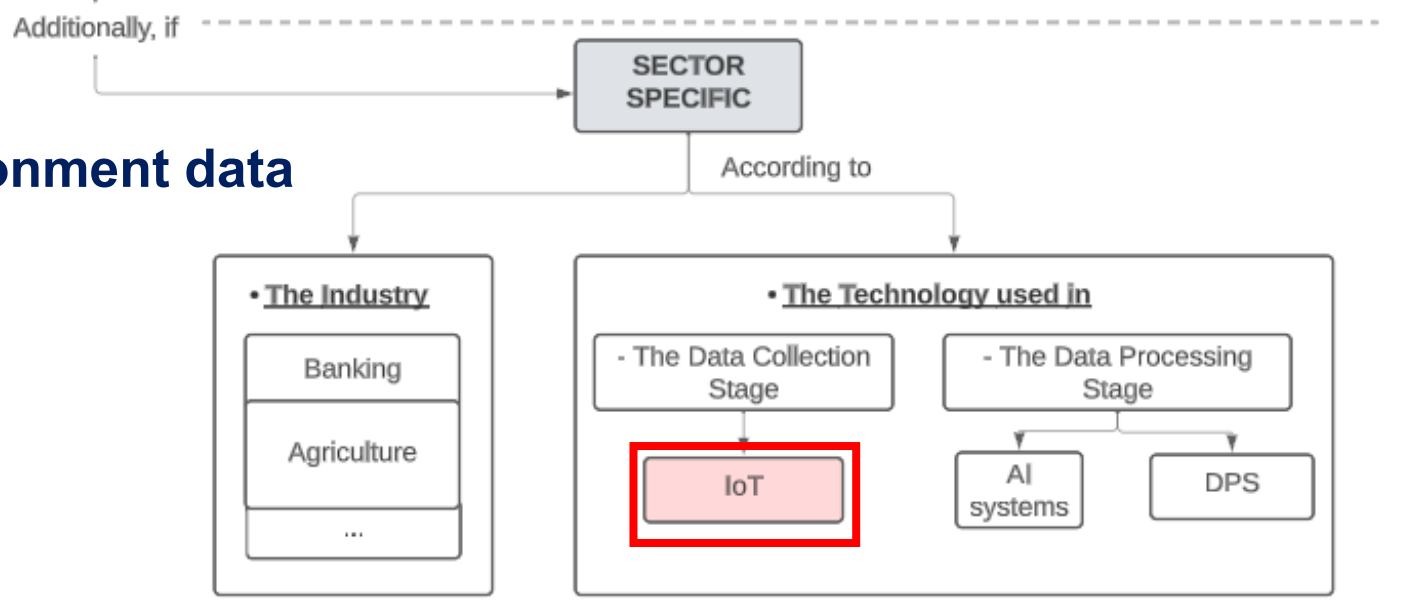 Additionally, if
SECTOR
SPECIFIC
According to
onment data
• The Industry
Banking
Agriculture
...
• The Technology used in
- The Data Collection
Stage
IoT
- The Data Processing
Stage
AI
systems
DPS